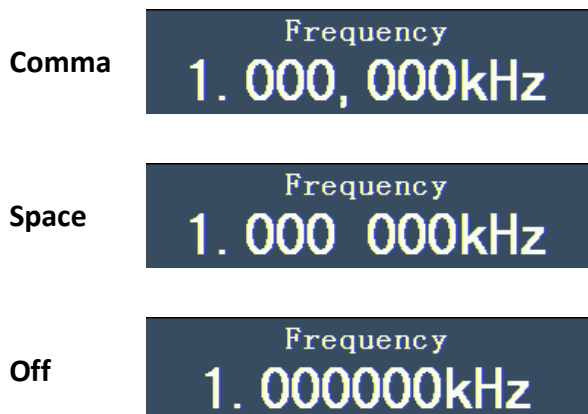 Frequency
Comma 1. 000, 000kHz
Frequency
Space 1. 000 000kHz
Frequency
Off 1. 000000kHz